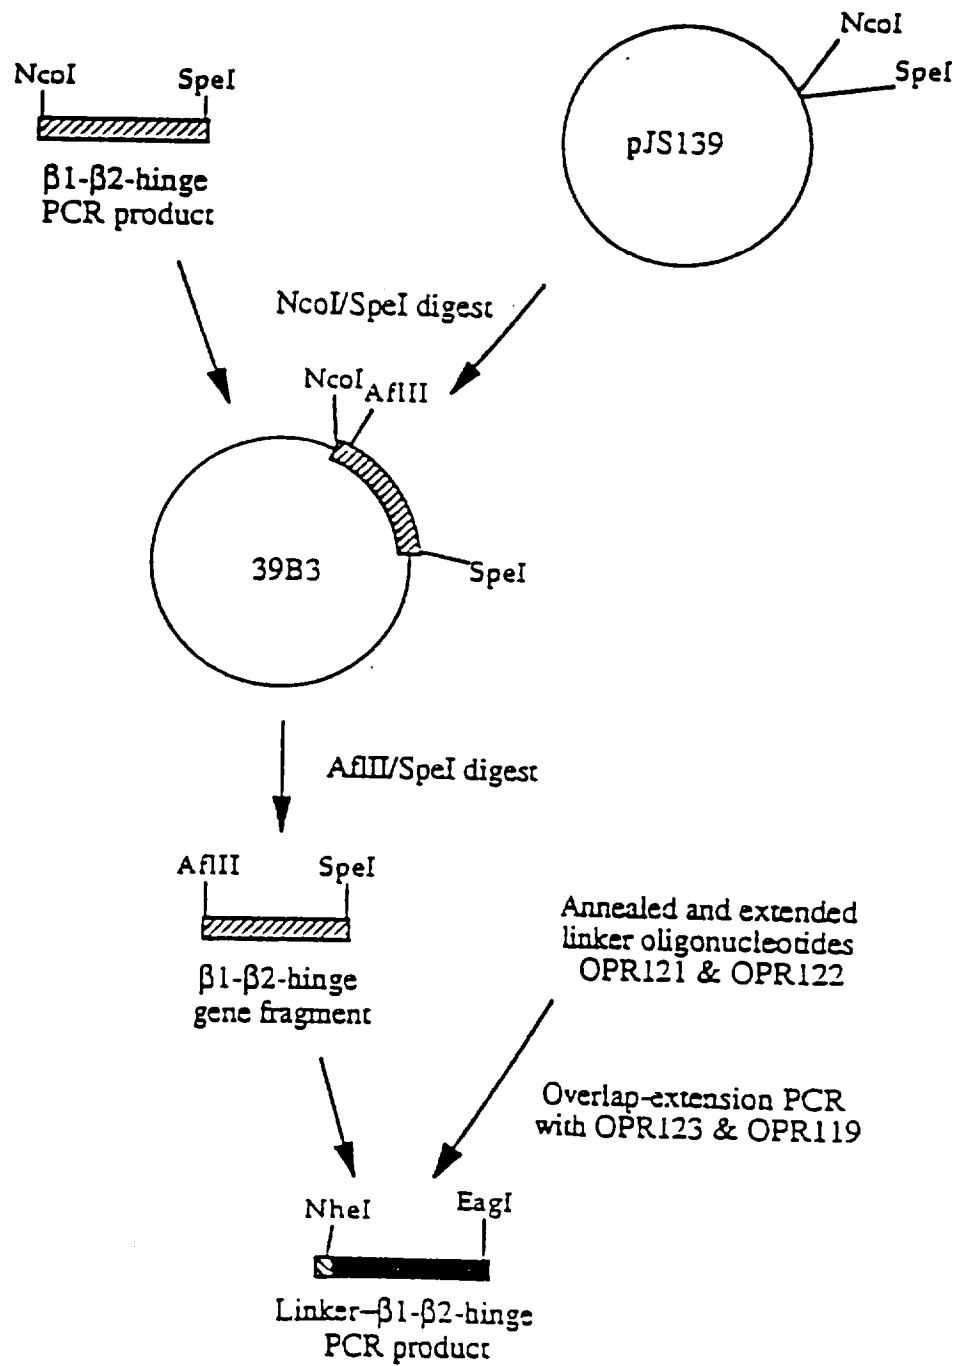 NcoI
SpeI
β1-β2-hinge
PCR product
NcoI
SpeI
pJS139
NcoI/SpeI digest
NcoI
AflII
39B3
SpeI
AflII/SpeI digest
AflII
SpeI
β1-β2-hinge
gene fragment
Annealed and extended
linker oligonucleotides
OPR121 & OPR122
Overlap-extension PCR
with OPR123 & OPR119
NheI
EagI
Linker–β1-β2-hinge
PCR product